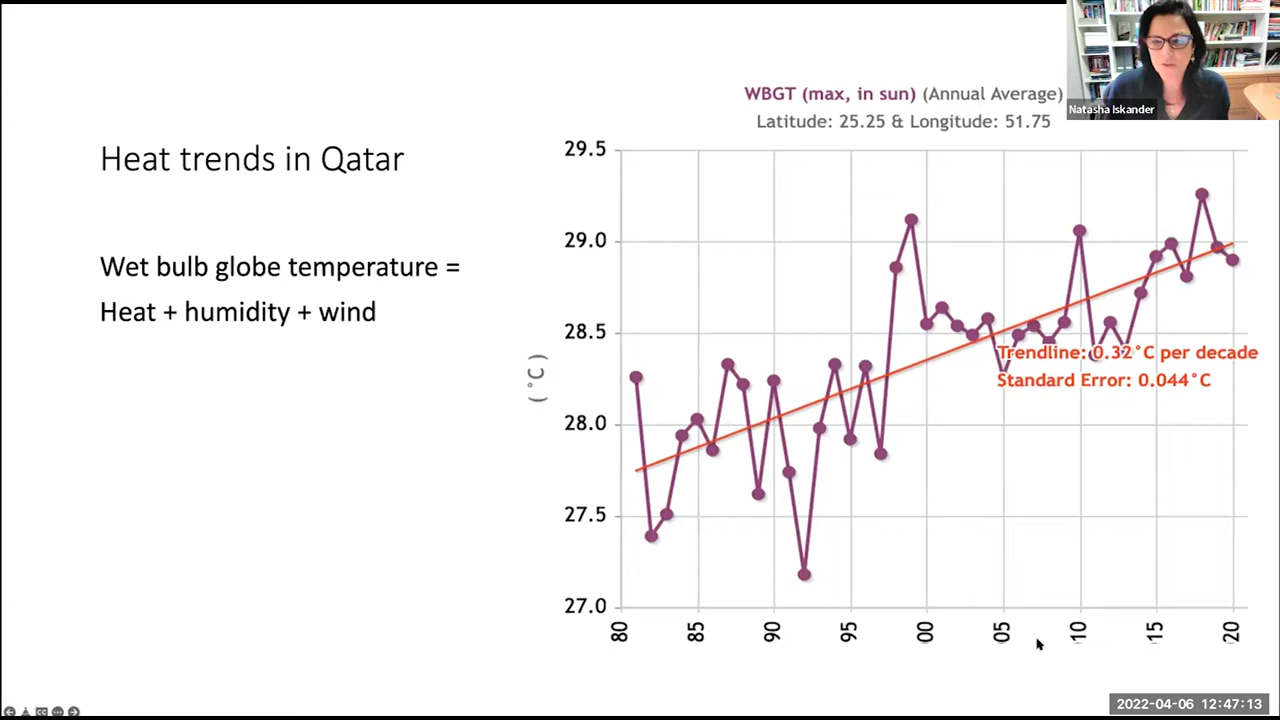 Natasha Iskander
WBGT (max, in sun) (Annual Average)
Latitude: 25.25 & Longitude: 51.75
Heat trends in Qatar
Wet bulb globe temperature =
Heat + humidity + wind
29.5
29.0
28.5
28.0
27.5
27.0
(°C)
Trendline: 0.32°C per decade
Standard Error: 0.044°C
80
85
90
95
00
05
10
15
20
2022-04-06 12:47:13